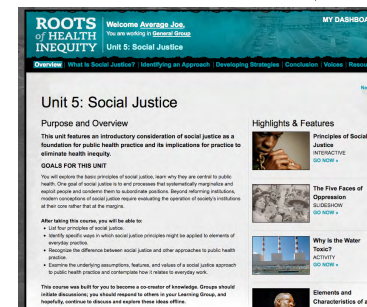 ROOTS
of HEALTH
INEQUITY
Welcome Average Joe,
You are working in General Group
Unit 5: Social Justice
MY DASHBOA
Overview | What Is Social Justice? | Identifying an Approach | Developing Strategies | Conclusion | Voices | Resou
Unit 5: Social Justice
Purpose and Overview
This unit features an introductory consideration of social justice as a
foundation for public health practice and its implications for practice to
eliminate health inequity.
GOALS FOR THIS UNIT
You will explore the basic principles of social justice, learn why they are central to public
health. One goal of social justice is to end processes that systematically marginalize and
exploit people and condemn them to subordinate positions. Beyond reforming institutions,
modern conceptions of social justice require evaluating the operation of society's institutions
at their core rather that at the margins.
After taking this course, you will be able to:
• List four principles of social justice.
• Identify specific ways in which social justice principles might be applied to elements of
everyday practice.
• Recognize the difference between social justice and other approaches to public health
practice.
• Examine the underlying assumptions, features, and values of a social justice approach
to public health practice and contemplate how it relates to everyday work.
This course was built for you to become a co-creator of knowledge. Groups should
initiate discussions; you should respond to others in your Learning Group, and
hopefully, continue to discuss and explore these ideas offline.
Highlights & Features
Principles of Social
Justice
INTERACTIVE
GO NOW »
The Five Faces of
Oppression
SLIDESHOW
GO NOW »
Why is the Water
Toxic?
ACTIVITY
GO NOW »
Elements and
Characteristics of a